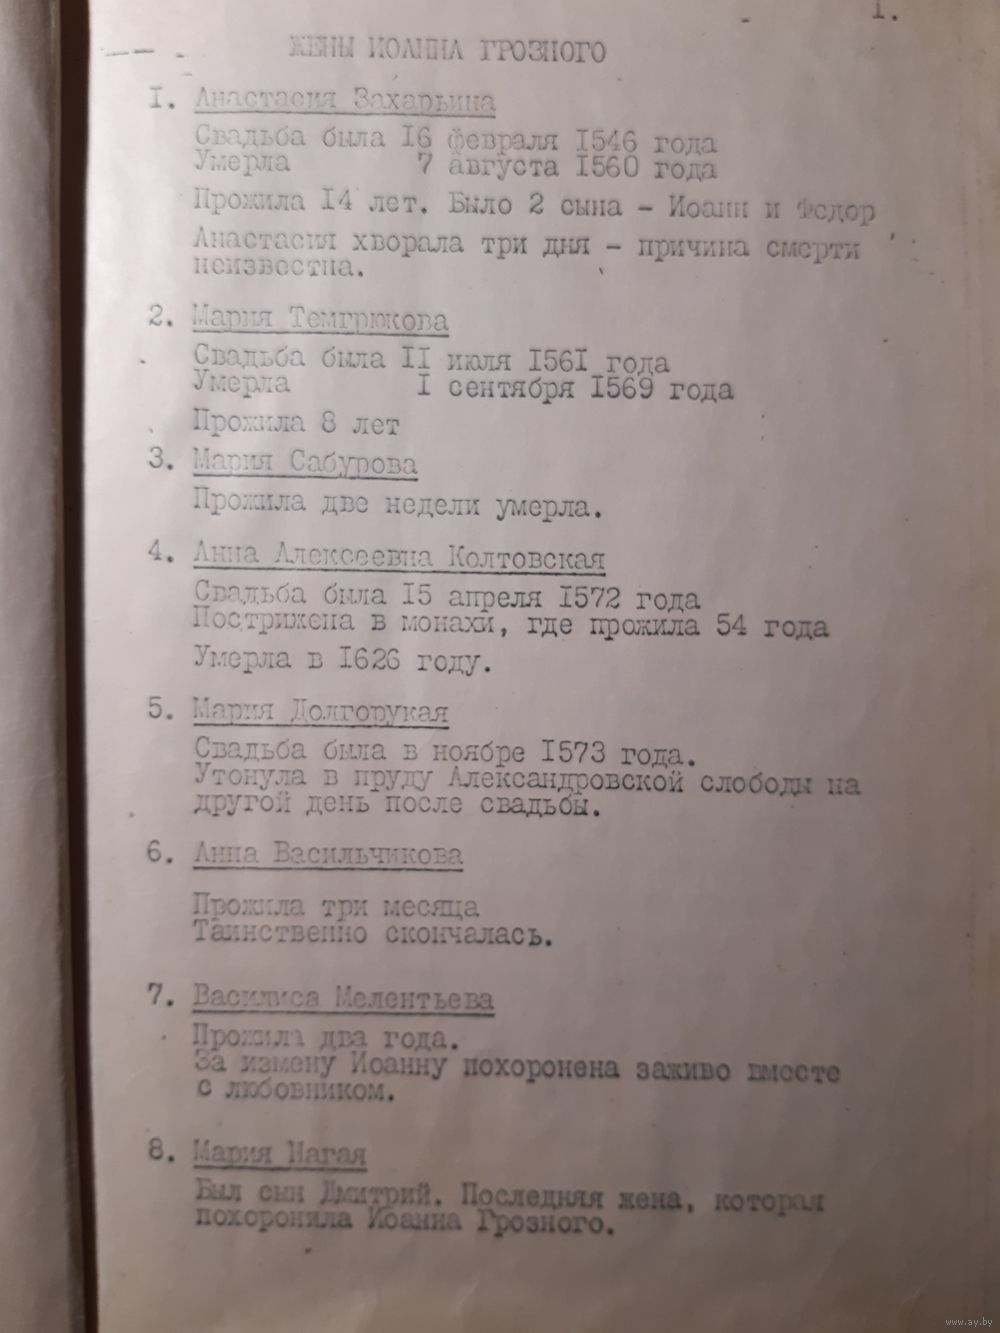 1.
ЖЕНЫ ИОАННА ГРОЗНОГО
I. Анастасия Захарьина
Свадьба была I6 февраля I546 года
Умерла 7 августа I560 года
Прожила I4 лет. Было 2 сына - Иоанн и Федор
Анастасия хворала три дня - причина смерти
неизвестна.
2. Мария Темгрюкова
Свадьба была II июля I56I года
Умерла I сентября I569 года
Прожила 8 лет
3. Мария Сабурова
Прожила две недели умерла.
4. Анна Алексеевна Колтовская
Свадьба была I5 апреля I572 года
Пострижена в монахи, где прожила 54 года
Умерла в I626 году.
5. Мария Долгорукая
Свадьба была в ноябре I573 года.
Утонула в пруду Александровской слободы на
другой день после свадьбы.
6. Анна Васильчикова
Прожила три месяца
Таинственно скончалась.
7. Василиса Мелентьева
Прожила два года.
За измену Иоанну похоронена заживо вместе
с любовником.
8. Мария Нагая
Был сын Дмитрий. Последняя жена, которая
похоронила Иоанна Грозного.
www.ay.by